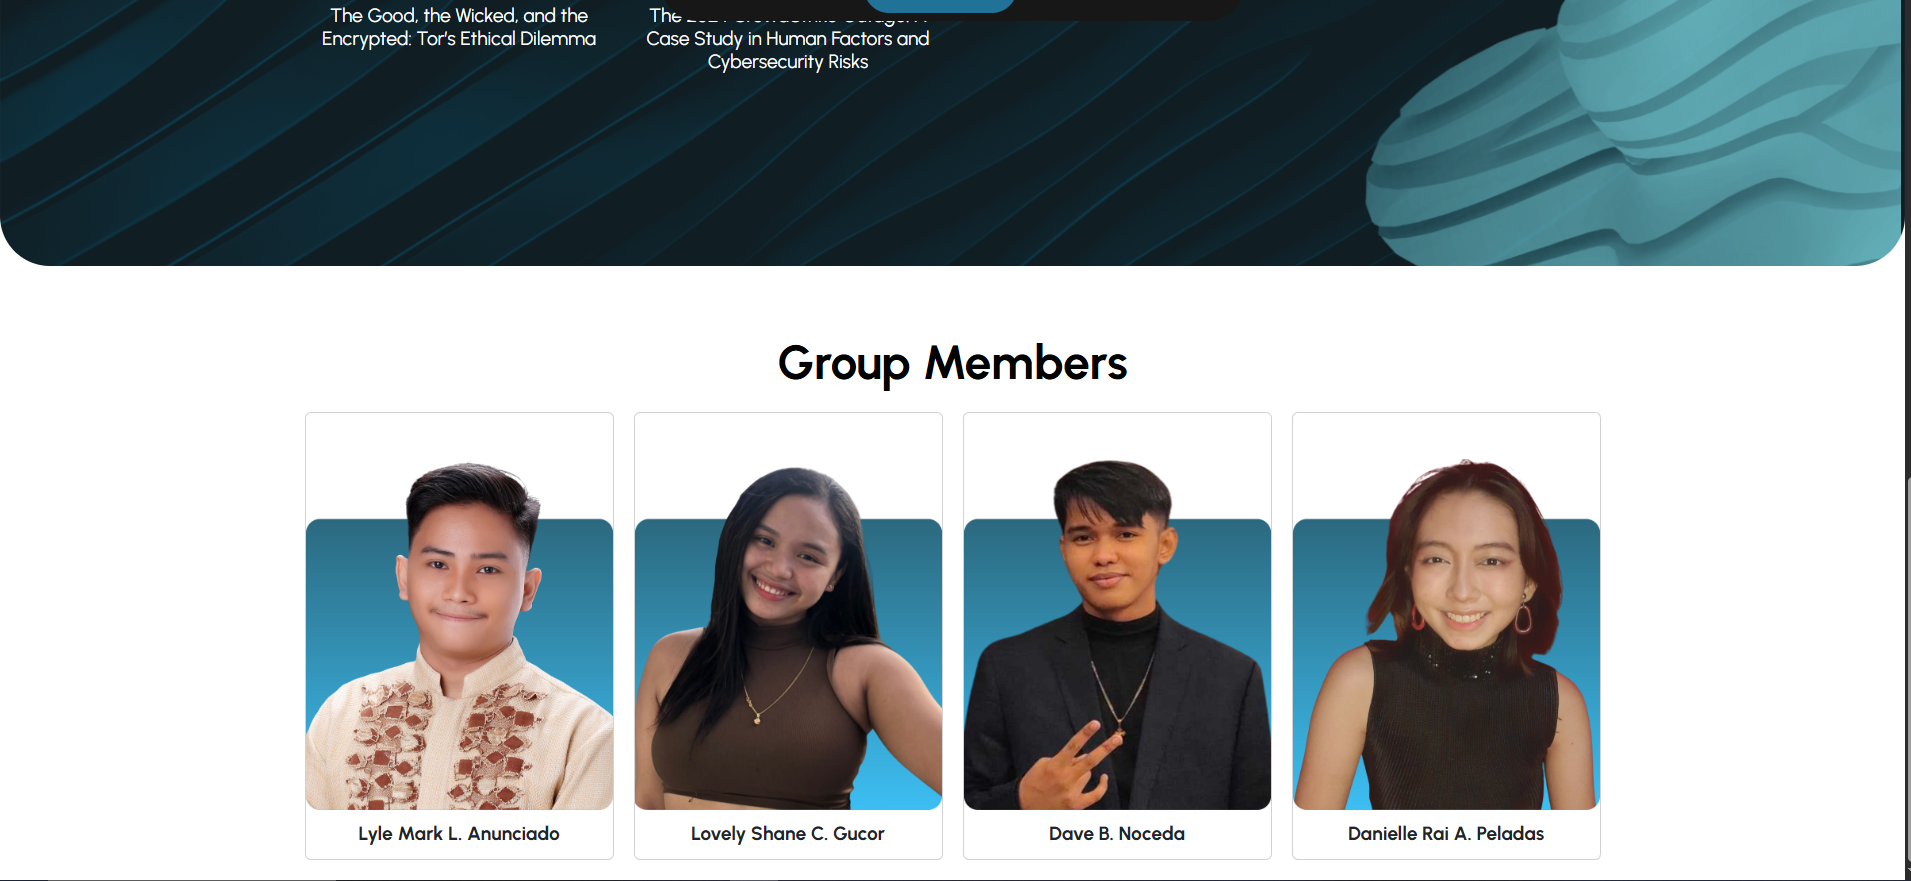 The Good, the Wicked, and the
Encrypted: Tor's Ethical Dilemma
The
Case Study in Human Factors and
Cybersecurity Risks
Group Members
Lyle Mark L. Anunciado
Lovely Shane C. Gucor
Dave B. Noceda
Danielle Rai A. Peladas